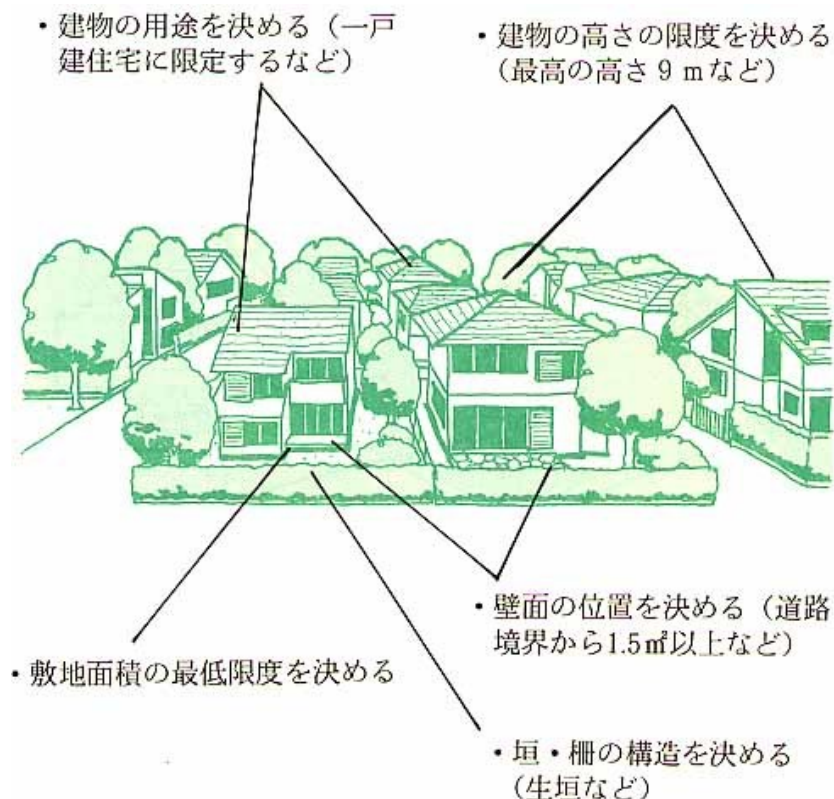 ・建物の用途を決める（一戸
建住宅に限定するなど）
・建物の高さの限度を決める
（最高の高さ9mなど）
・壁面の位置を決める（道路
境界から1.5㎡以上など）
・敷地面積の最低限度を決める
・垣・柵の構造を決める
（生垣など）